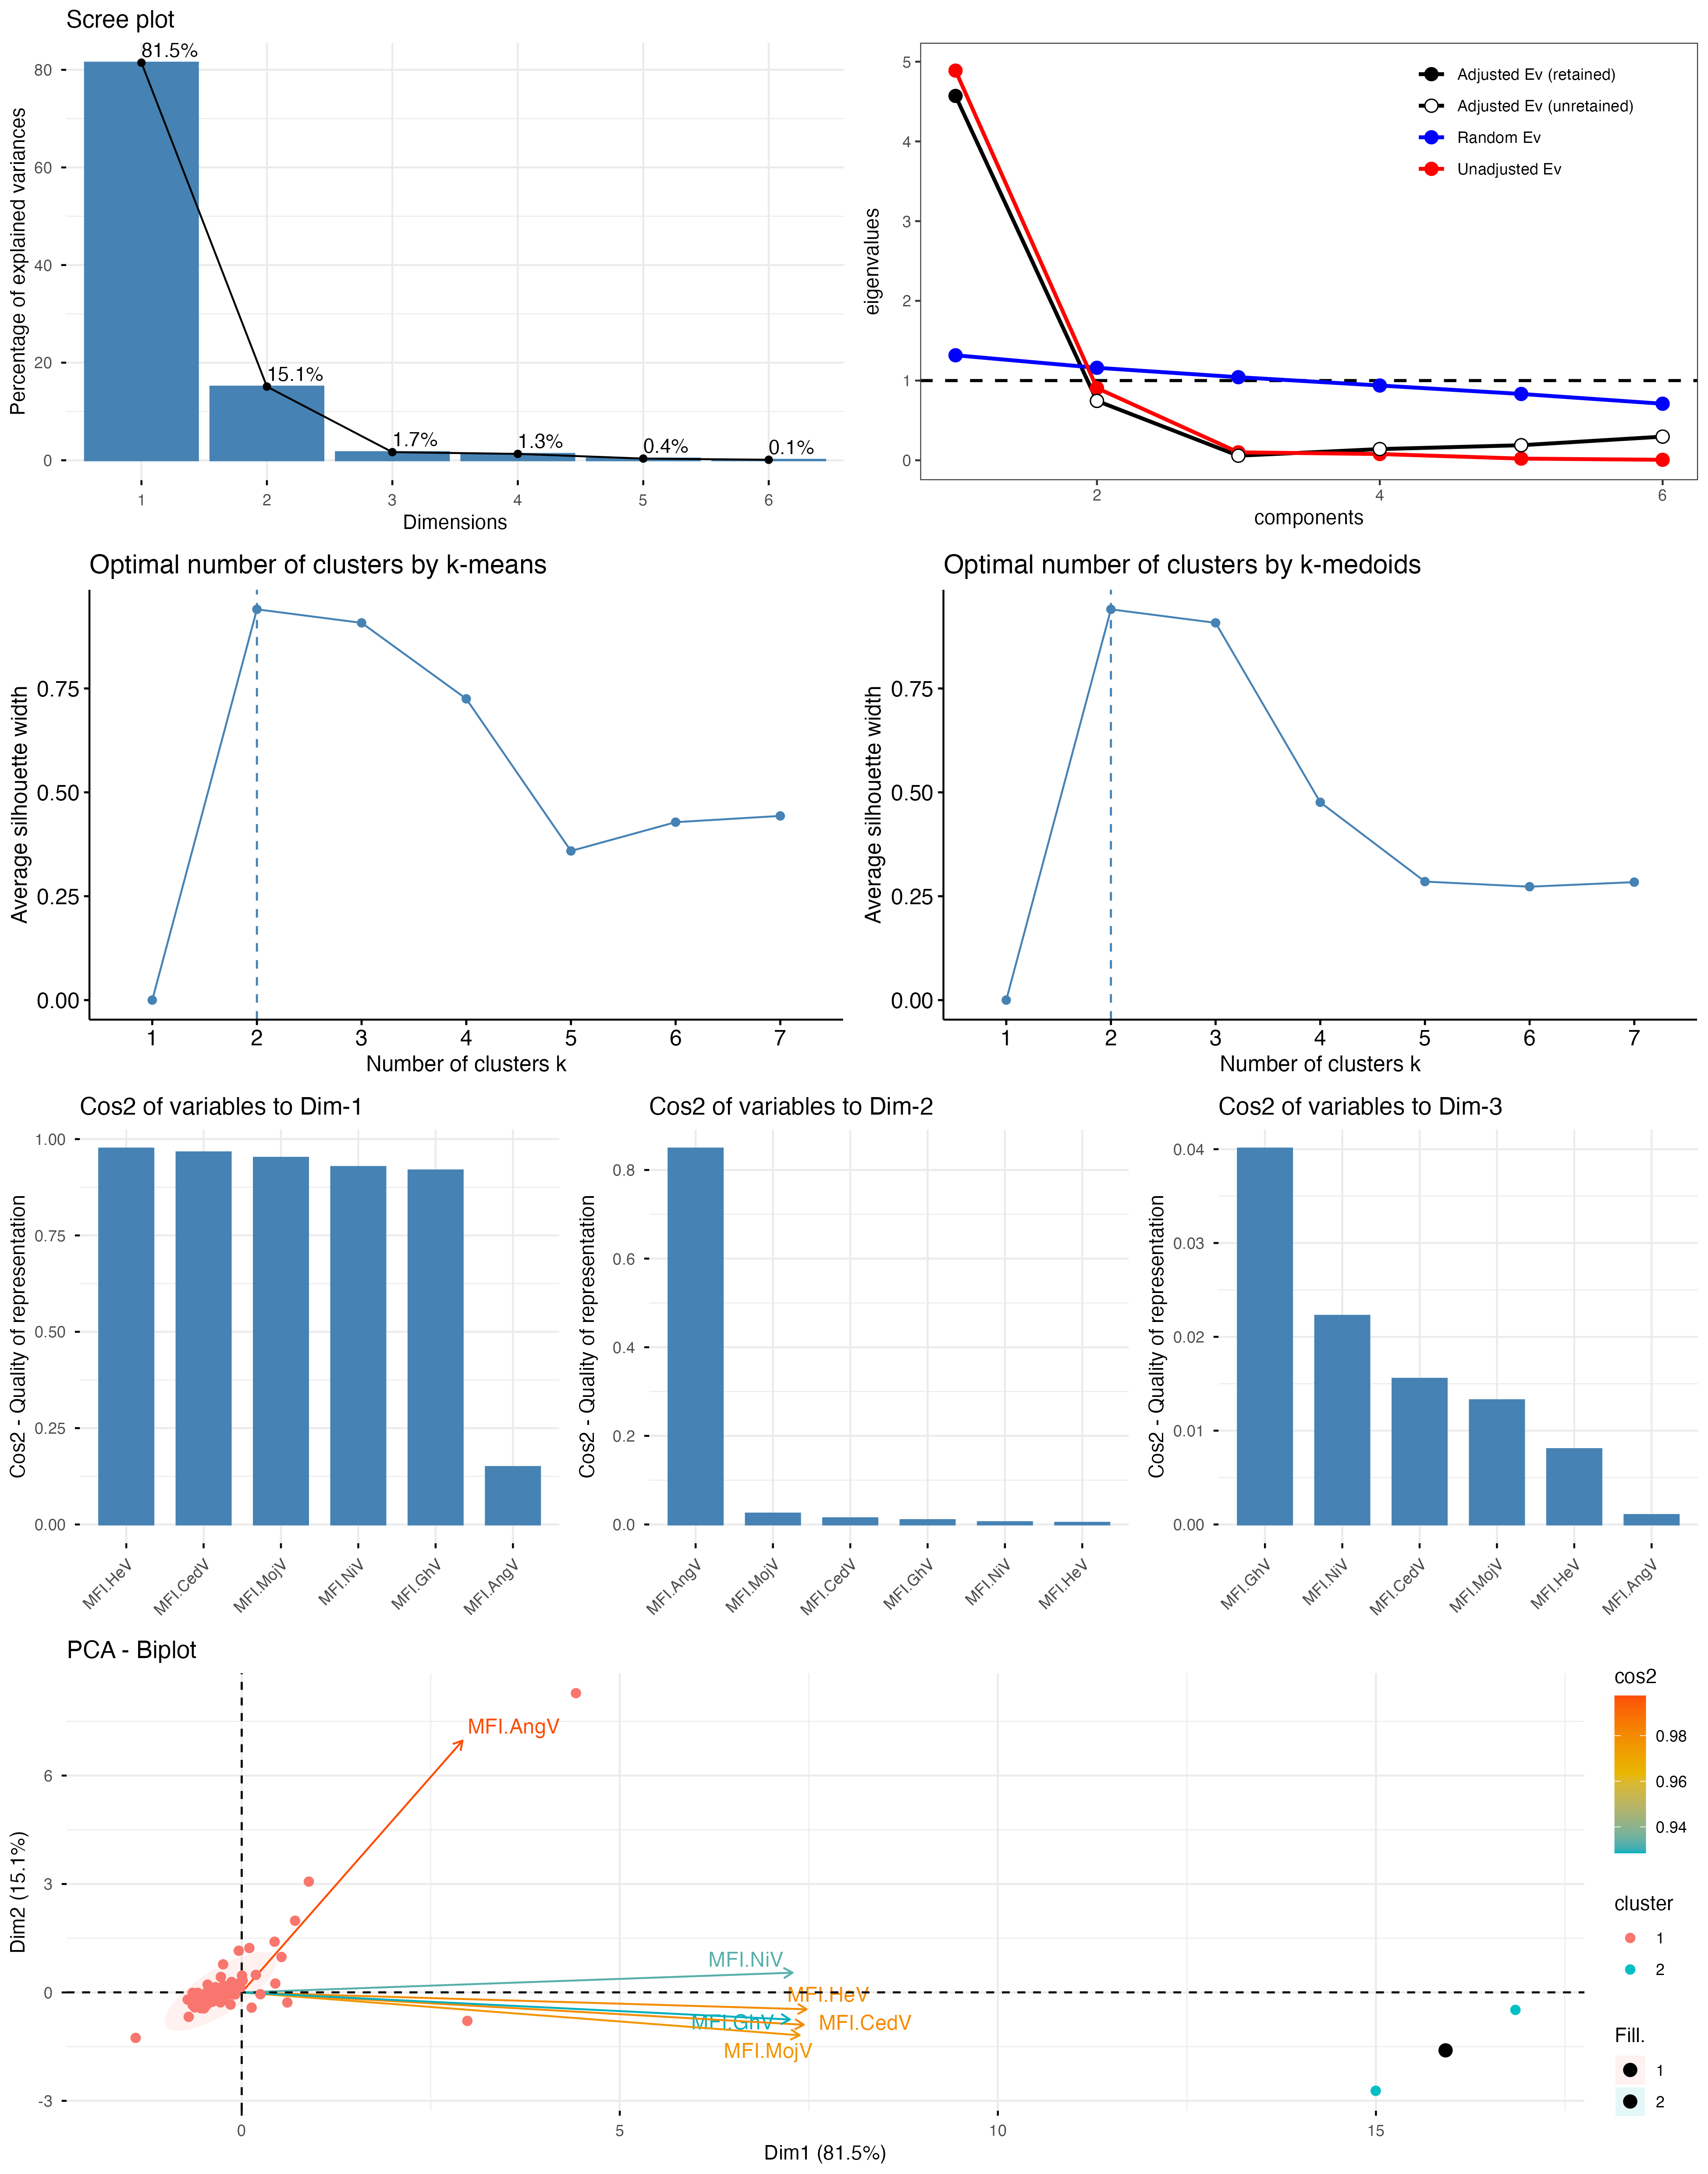 Scree plot
Percentage of explained variances
80
60
40
20
0
81.5%
15.1%
1.7%
1.3%
0.4%
0.1%
1 2 3 4 5 6
Dimensions
eigenvalues
5
4
3
2
1
0
Adjusted Ev (retained)
Adjusted Ev (unretained)
Random Ev
Unadjusted Ev
2 4 6
components
Optimal number of clusters by k-means
Average silhouette width
0.75
0.50
0.25
0.00
1 2 3 4 5 6 7
Number of clusters k
Optimal number of clusters by k-medoids
Average silhouette width
0.75
0.50
0.25
0.00
1 2 3 4 5 6 7
Number of clusters k
Cos2 of variables to Dim-1
Cos2 - Quality of representation
1.00
0.75
0.50
0.25
0.00
MFI.HeV
MFI.CedV
MFI.MojV
MFI.NiV
MFI.GhV
MFI.AngV
Cos2 of variables to Dim-2
Cos2 - Quality of representation
0.8
0.6
0.4
0.2
0.0
MFI.AngV
MFI.MojV
MFI.CedV
MFI.GhV
MFI.NiV
MFI.HeV
Cos2 of variables to Dim-3
Cos2 - Quality of representation
0.04
0.03
0.02
0.01
0.00
MFI.GhV
MFI.NiV
MFI.CedV
MFI.MojV
MFI.HeV
MFI.AngV
PCA - Biplot
Dim2 (15.1%)
6
3
0
-3
MFI.AngV
MFI.NiV
MFI.HeV
MFI.GhV
MFI.CedV
MFI.MojV
0 5 10 15
Dim1 (81.5%)
cos2
0.98
0.96
0.94
cluster
1
2
Fill.
1
2